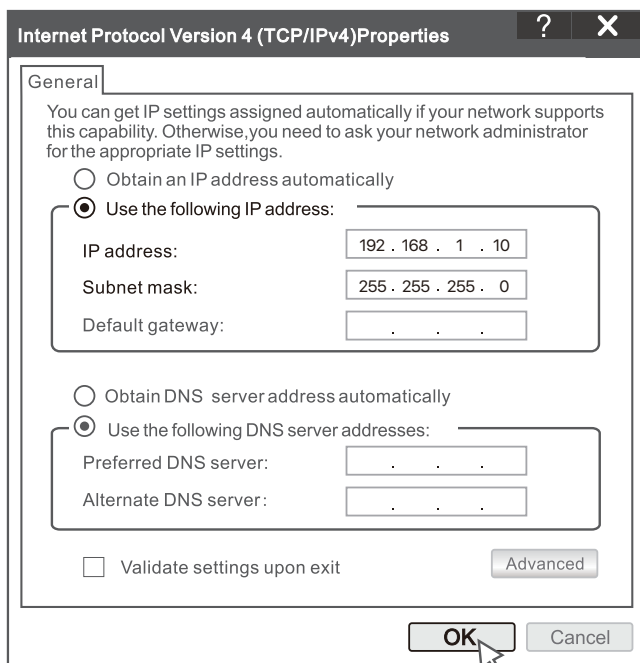 Internet Protocol Version 4 (TCP/IPv4)Properties ? X
General
You can get IP settings assigned automatically if your network supports
this capability. Otherwise,you need to ask your network administrator
for the appropriate IP settings.
Obtain an IP address automatically
Use the following IP address:
IP address: 192 . 168 . 1 . 10
Subnet mask: 255 . 255 . 255 . 0
Default gateway: . . .
Obtain DNS server address automatically
Use the following DNS server addresses:
Preferred DNS server: . . .
Alternate DNS server: . . .
Validate settings upon exit Advanced
OK Cancel